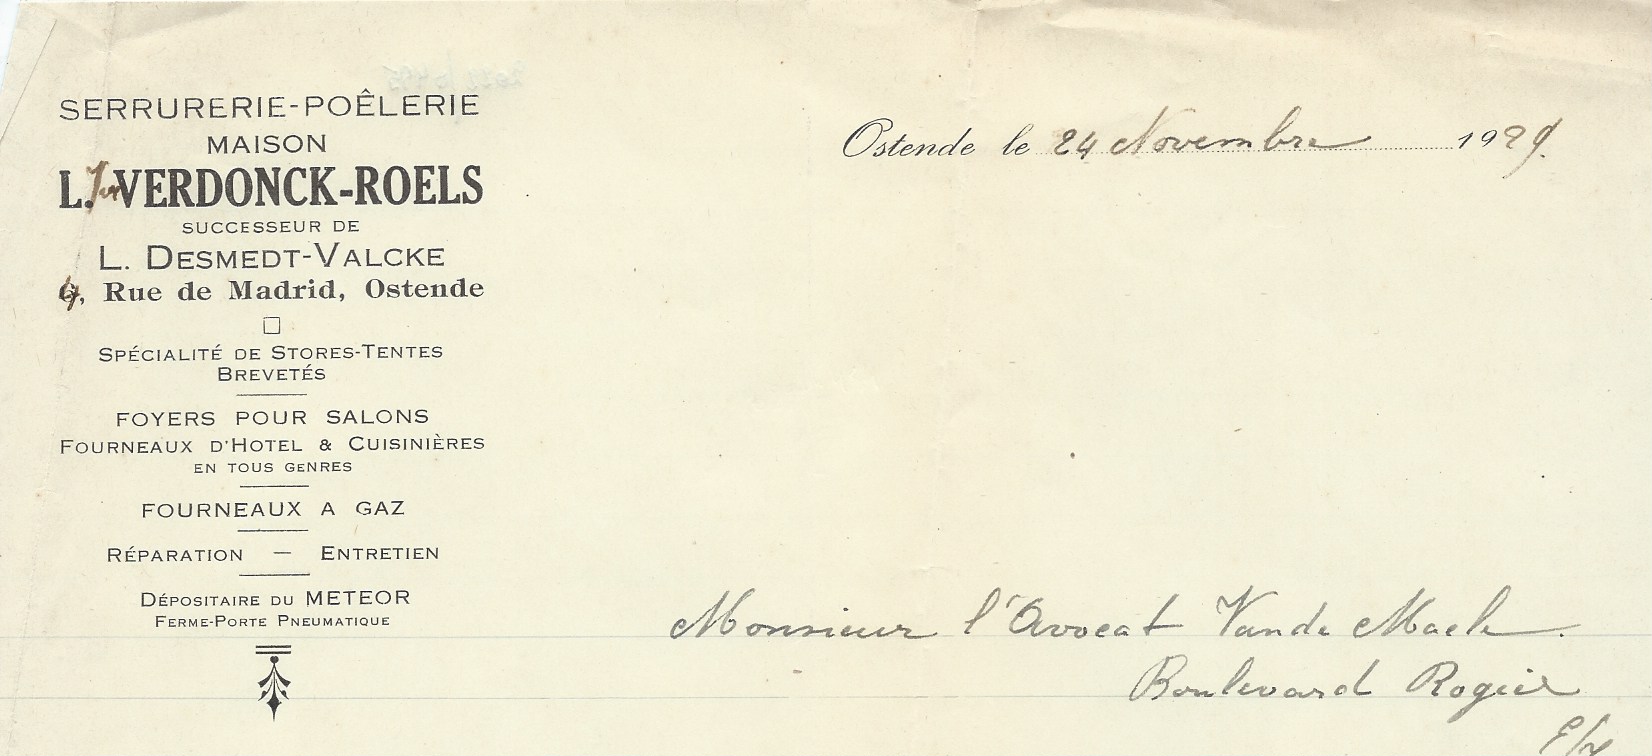 SERRURERIE-POÊLERIE
MAISON
L. VERDONCK-ROELS
SUCCESSEUR DE
L. DESMEDT-VALCKE
4, Rue de Madrid, Ostende
SPÉCIALITÉ DE STORES-TENTES
BREVETÉS
FOYERS POUR SALONS
FOURNEAUX D'HOTEL & CUISINIÈRES
EN TOUS GENRES
FOURNEAUX A GAZ
RÉPARATION — ENTRETIEN
DÉPOSITAIRE DU METEOR
FERME-PORTE PNEUMATIQUE
Ostende le 24 Novembre 1929.
Monsieur l'Avocat Vande Maele.
Boulevard Rogier
E/V